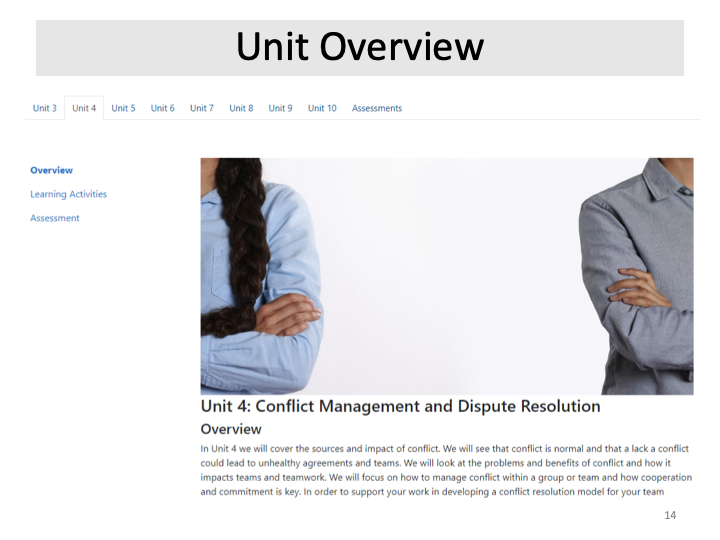 Unit Overview
Unit 3 Unit 4 Unit 5 Unit 6 Unit 7 Unit 8 Unit 9 Unit 10 Assessments
Overview
Learning Activities
Assessment
Unit 4: Conflict Management and Dispute Resolution
Overview
In Unit 4 we will cover the sources and impact of conflict. We will see that conflict is normal and that a lack a conflict
could lead to unhealthy agreements and teams. We will look at the problems and benefits of conflict and how it
impacts teams and teamwork. We will focus on how to manage conflict within a group or team and how cooperation
and commitment is key. In order to support your work in developing a conflict resolution model for your team
14